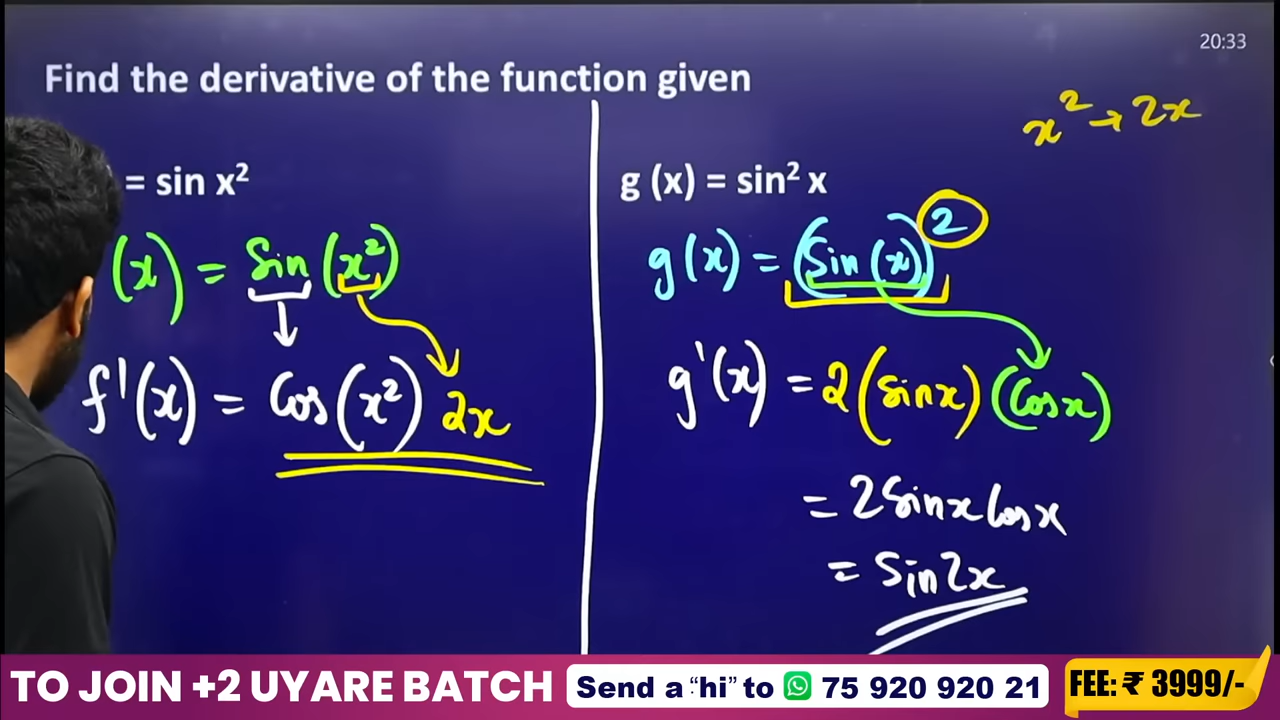 20:33
Find the derivative of the function given
x² → 2x
= sin x²
(x) = Sin (x²)
f'(x) = Cos (x²) 2x
g (x) = sin² x
g(x) = (Sin (x))²
g'(x) = 2 (Sinx) (Cosx)
= 2 Sinx Cosx
= Sin2x
TO JOIN +2 UYARE BATCH
Send a “hi” to 75 920 920 21
FEE: ₹ 3999/-